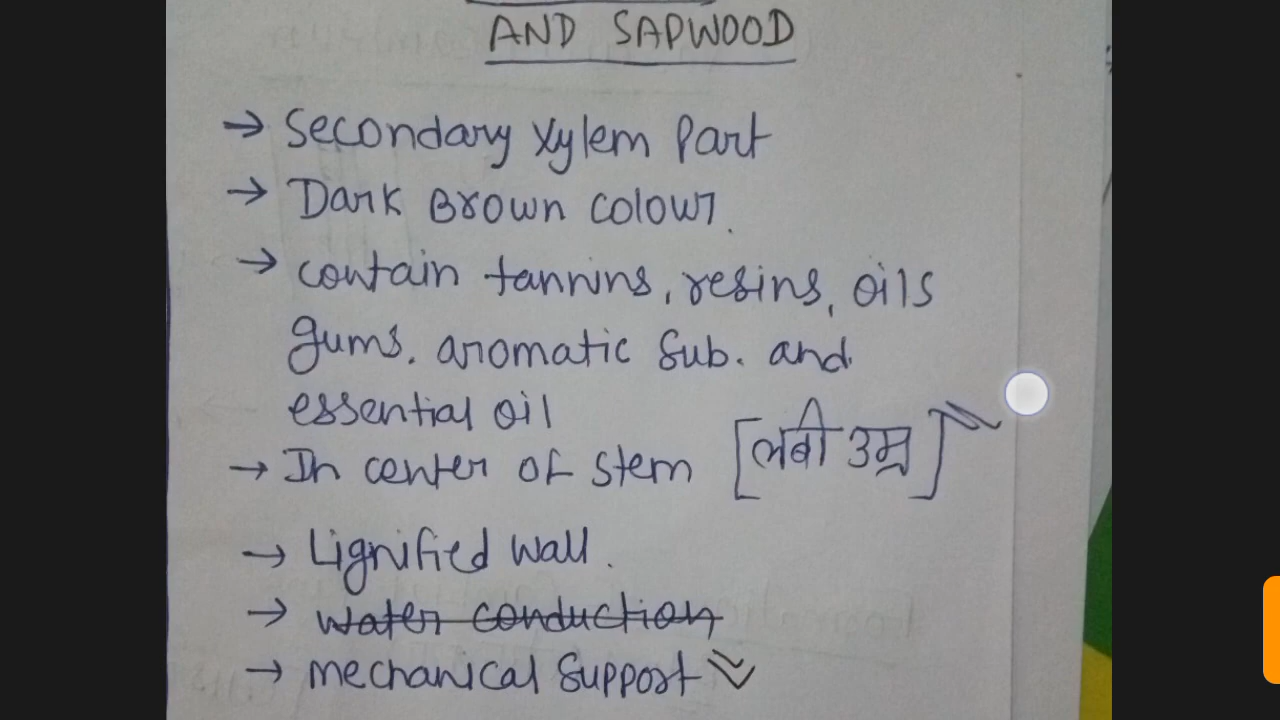 AND SAPWOOD
→ Secondary Xylem Part
→ Dark Brown colour.
→ contain tannins, resins, oils
gums, aromatic Sub. and
essential oil
→ In center of stem [लबी उम्र]
→ Lignified wall.
→ water conduction
→ mechanical Support